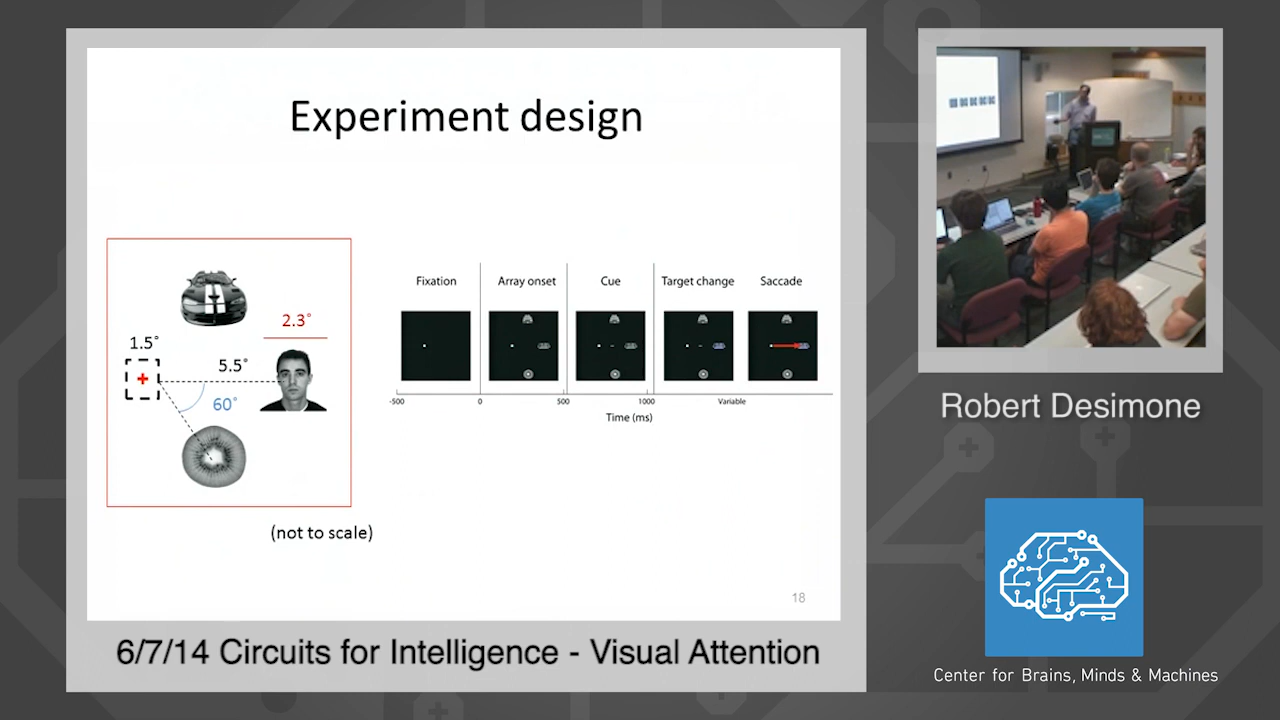 Experiment design
2.3°
1.5°
5.5°
60°
(not to scale)
Fixation
Array onset
Cue
Target change
Saccade
-500
0
500
1000
Variable
Time (ms)
18
6/7/14 Circuits for Intelligence - Visual Attention
Robert Desimone
Center for Brains, Minds & Machines